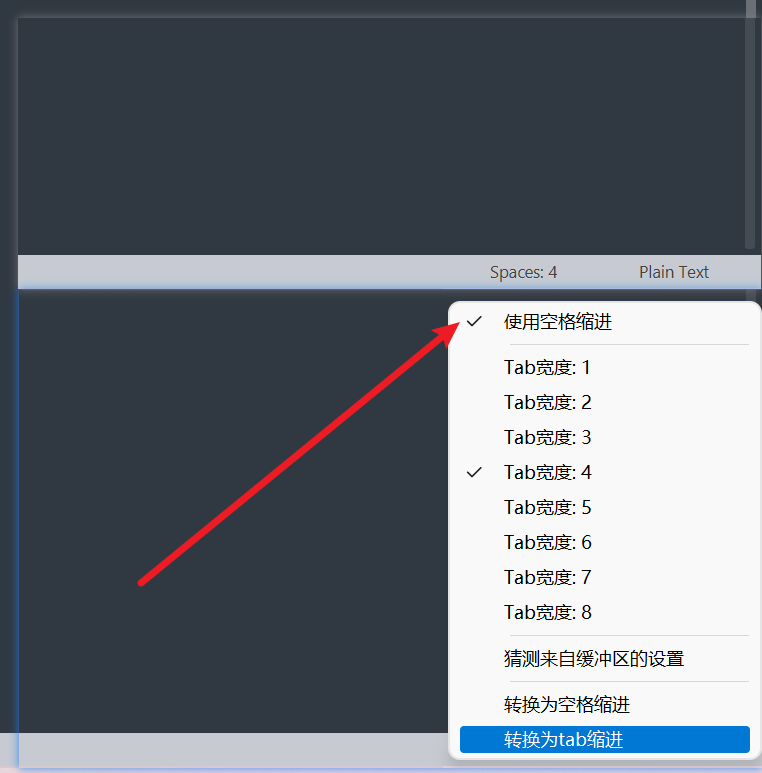 Spaces: 4
Plain Text
使用空格缩进
Tab宽度: 1
Tab宽度: 2
Tab宽度: 3
Tab宽度: 4
Tab宽度: 5
Tab宽度: 6
Tab宽度: 7
Tab宽度: 8
猜测来自缓冲区的设置
转换为空格缩进
转换为tab缩进